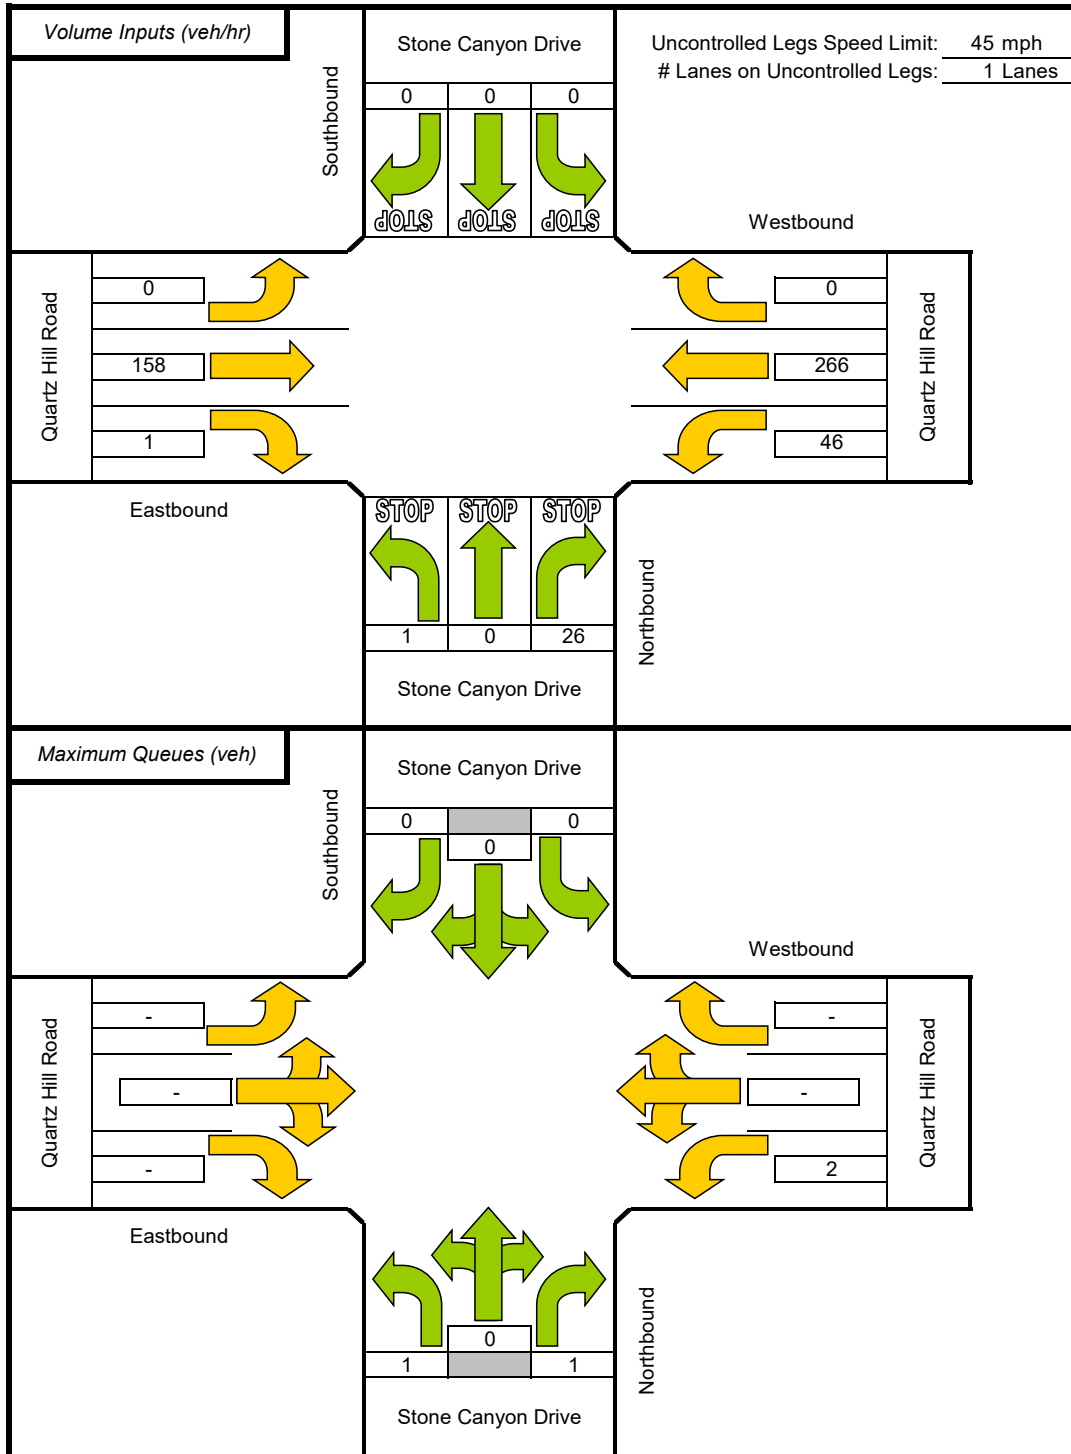 Volume Inputs (veh/hr)
Stone Canyon Drive
Uncontrolled Legs Speed Limit: 45 mph
# Lanes on Uncontrolled Legs: 1 Lanes
Southbound
0 0 0
STOP STOP STOP
Westbound
Quartz Hill Road
0
158
1
0
266
46
Quartz Hill Road
Eastbound
STOP STOP STOP
1 0 26
Northbound
Stone Canyon Drive
Maximum Queues (veh)
Stone Canyon Drive
Southbound
0 0
0
Westbound
Quartz Hill Road
-
-
-
-
-
2
Quartz Hill Road
Eastbound
0
1 1
Northbound
Stone Canyon Drive